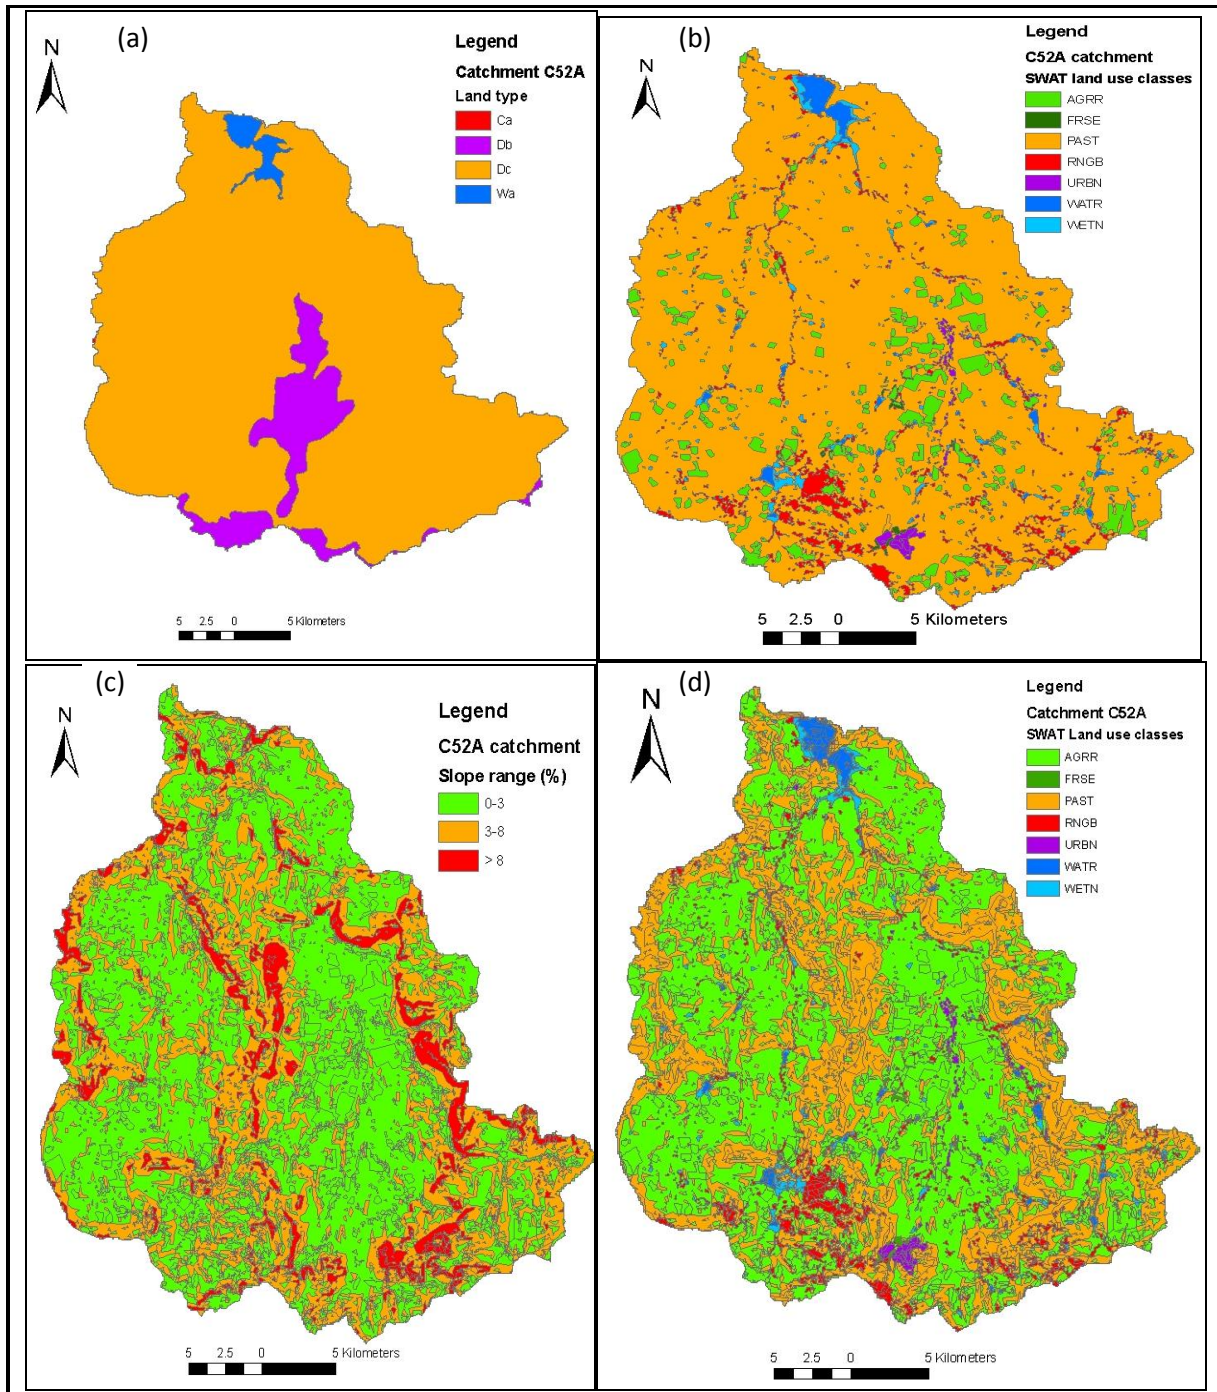 (a)
N
Legend
Catchment C52A
Land type
Ca
Db
Dc
Wa
5 2.5 0 5 Kilometers
(b)
N
Legend
C52A catchment
SWAT land use classes
AGRR
FRSE
PAST
RNGB
URBN
WATR
WETN
5 2.5 0 5 Kilometers
(c)
N
Legend
C52A catchment
Slope range (%)
0-3
3-8
> 8
5 2.5 0 5 Kilometers
(d)
N
Legend
Catchment C52A
SWAT Land use classes
AGRR
FRSE
PAST
RNGB
URBN
WATR
WETN
5 2.5 0 5 Kilometers